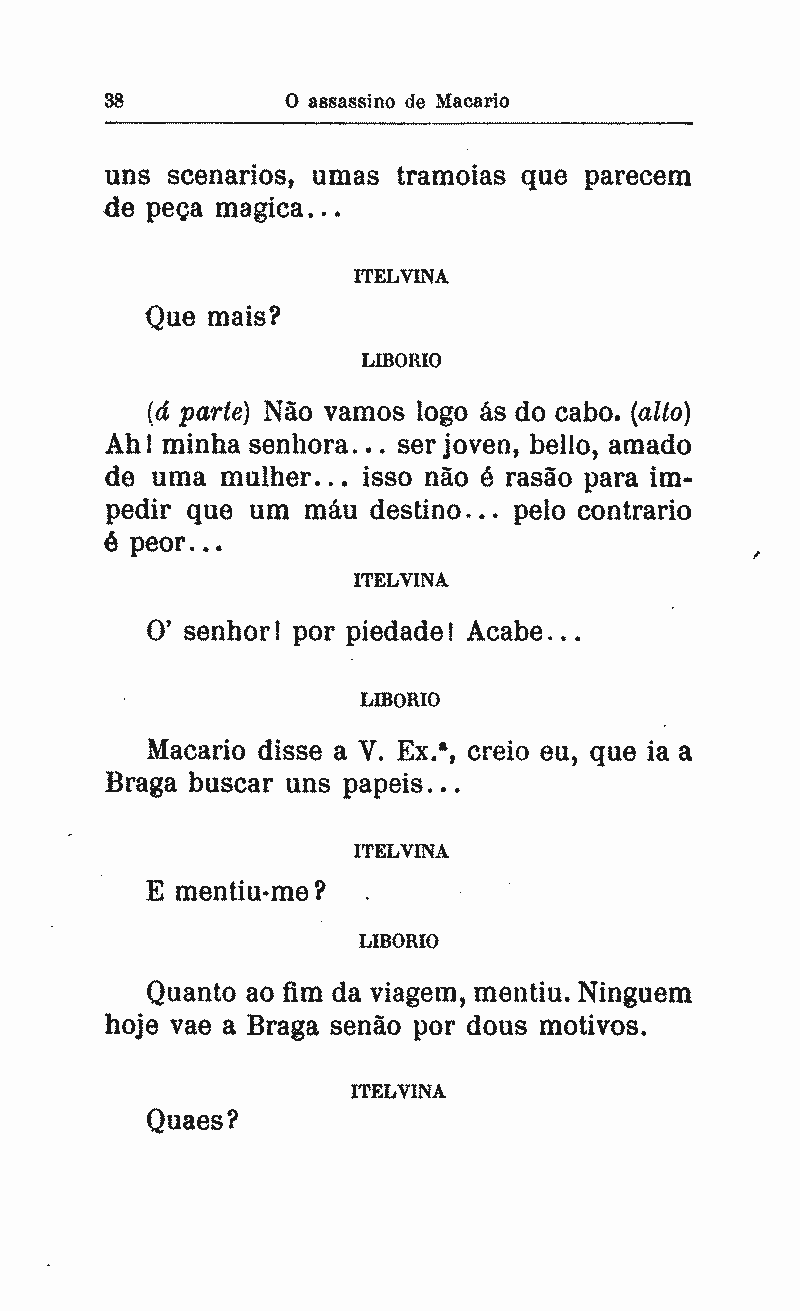 38 O assassino de Macario
uns scenarios, umas tramoias que parecem
de peça magica...
ITELVINA
Que mais?
LIBORIO
(á parte) Não vamos logo ás do cabo. (alto)
Ah! minha senhora... ser joven, bello, amado
de uma mulher... isso não é rasão para im-
pedir que um máu destino... pelo contrario
é peor...
ITELVINA
O' senhor! por piedade! Acabe...
LIBORIO
Macario disse a V. Ex.ª, creio eu, que ia a
Braga buscar uns papeis...
ITELVINA
E mentiu-me?
LIBORIO
Quanto ao fim da viagem, mentiu. Ninguem
hoje vae a Braga senão por dous motivos.
ITELVINA
Quaes?